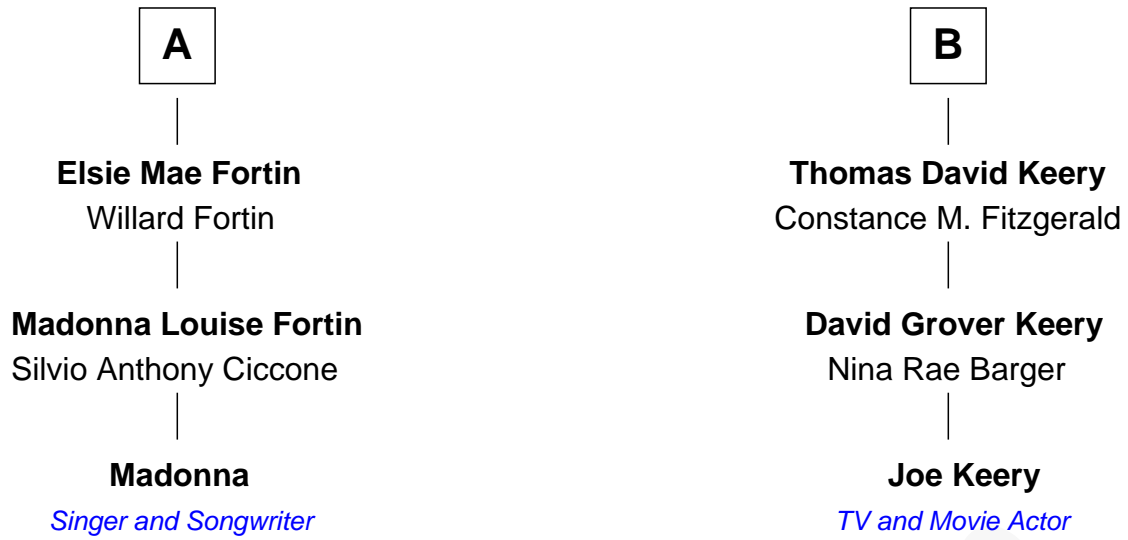 A
Elsie Mae Fortin
Willard Fortin
Madonna Louise Fortin
Silvio Anthony Ciccone
Madonna
Singer and Songwriter
B
Thomas David Keery
Constance M. Fitzgerald
David Grover Keery
Nina Rae Barger
Joe Keery
TV and Movie Actor